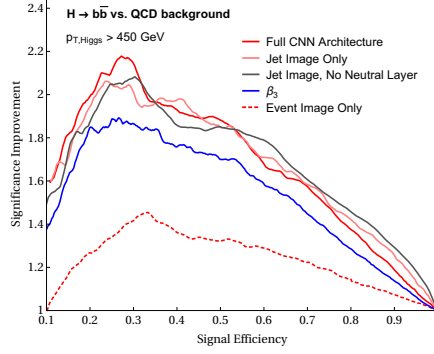 H → bb̅ vs. QCD background
p_T,Higgs > 450 GeV
Full CNN Architecture
Jet Image Only
Jet Image, No Neutral Layer
β₃
Event Image Only
Significance Improvement
2.2
2
1.8
1.6
1.4
1.2
1
0.1 0.2 0.3 0.4 0.5 0.6 0.7 0.8 0.9
Signal Efficiency